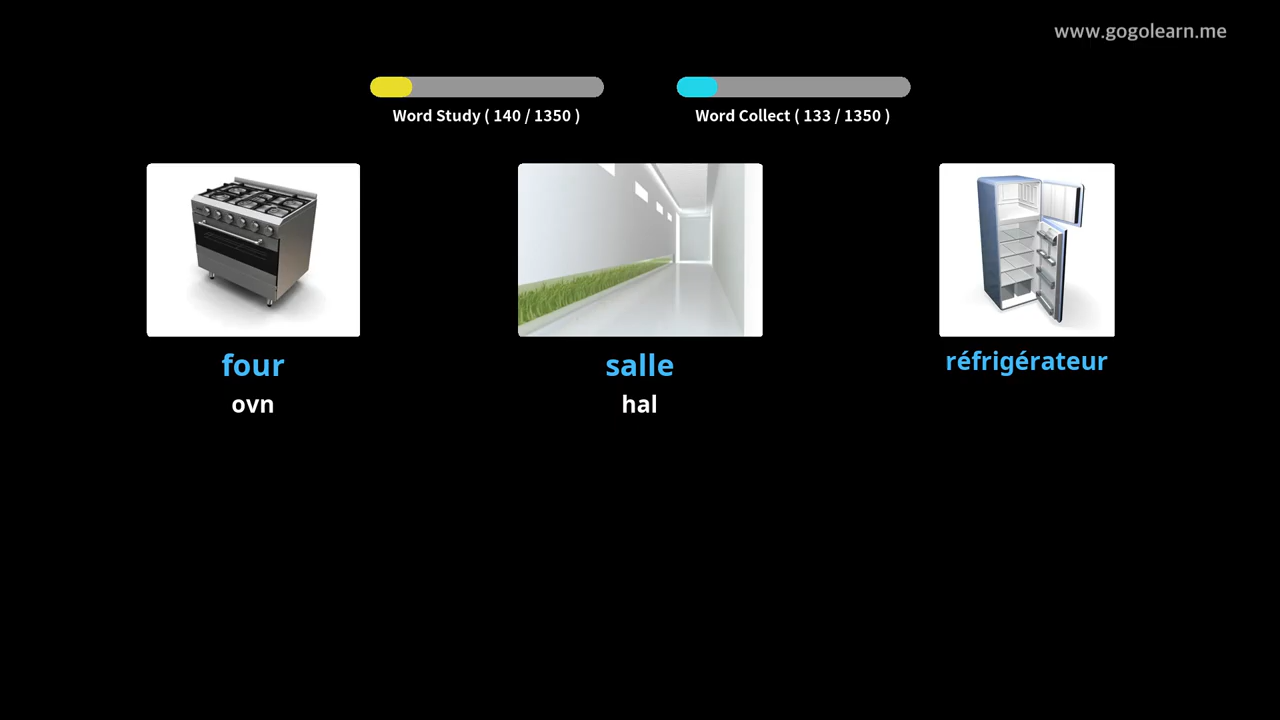 www.gogolearn.me
Word Study ( 140 / 1350 )
Word Collect ( 133 / 1350 )
four
ovn
salle
hal
réfrigérateur